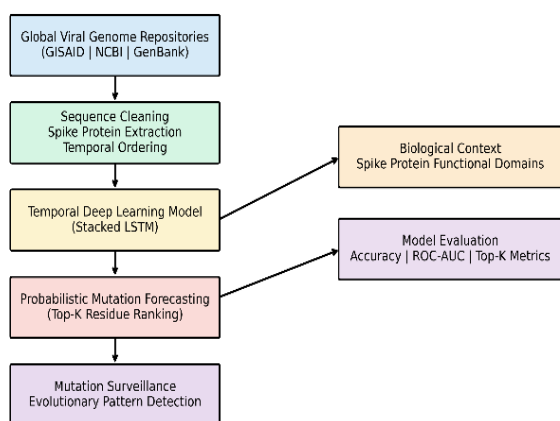 Global Viral Genome Repositories
(GISAID | NCBI | GenBank)
Sequence Cleaning
Spike Protein Extraction
Temporal Ordering
Biological Context
Spike Protein Functional Domains
Temporal Deep Learning Model
(Stacked LSTM)
Model Evaluation
Accuracy | ROC-AUC | Top-K Metrics
Probabilistic Mutation Forecasting
(Top-K Residue Ranking)
Mutation Surveillance
Evolutionary Pattern Detection